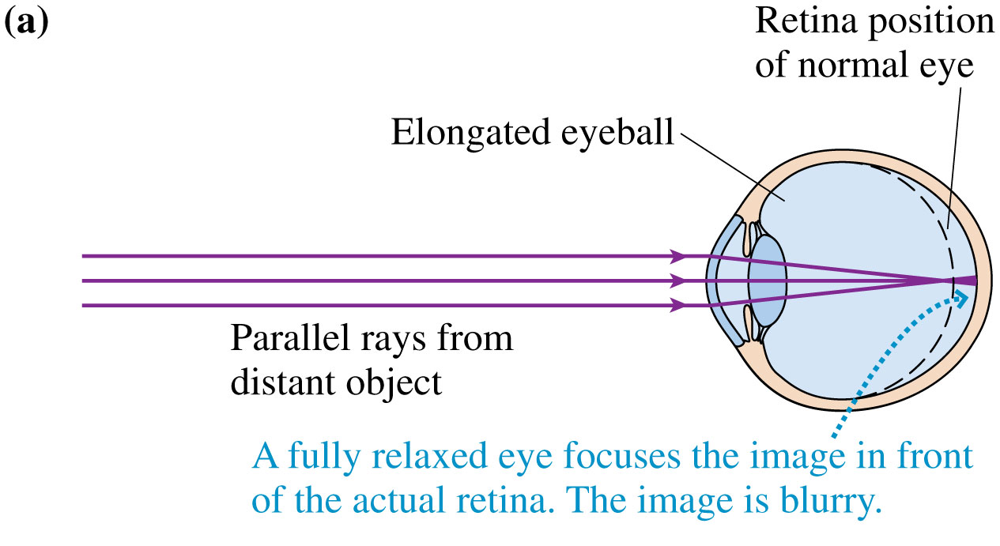 (a)
Retina position
of normal eye
Elongated eyeball
Parallel rays from
distant object
A fully relaxed eye focuses the image in front
of the actual retina. The image is blurry.